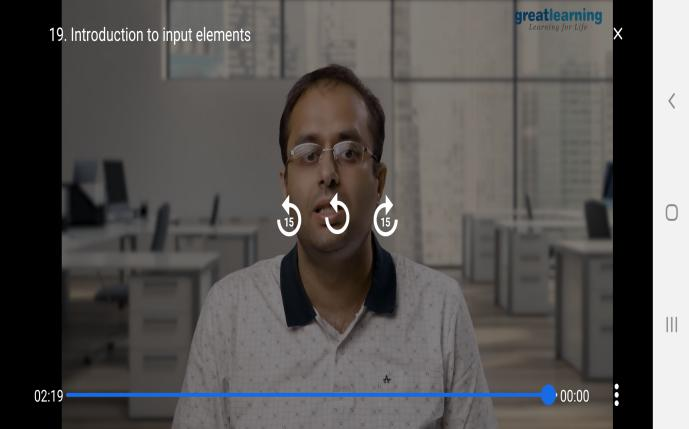 19. Introduction to input elements
greatlearning
Learning for Life
15
15
02:19
00:00